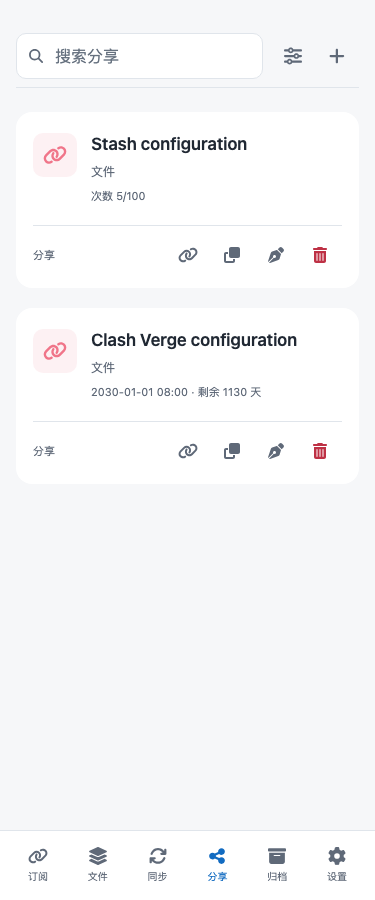 搜索分享
Stash configuration
文件
次数 5/100
分享
Clash Verge configuration
文件
2030-01-01 08:00 · 剩余 1130 天
分享
订阅
文件
同步
分享
归档
设置